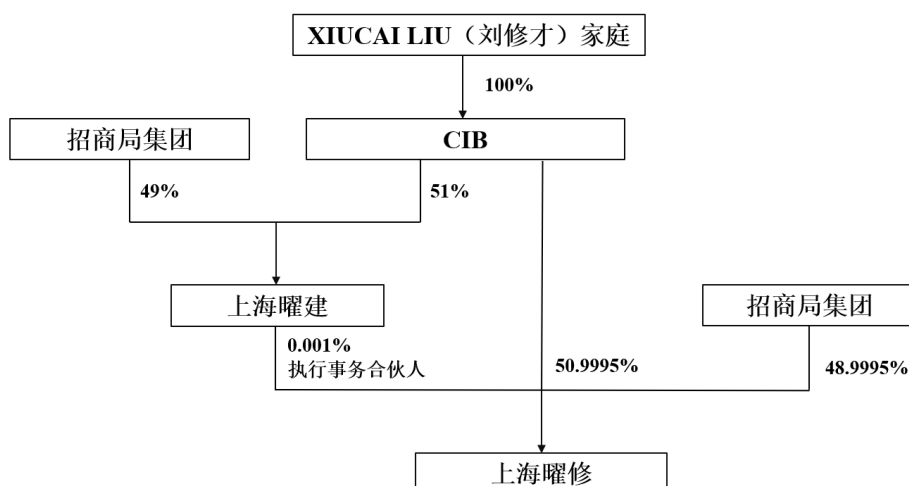 XIUCAI LIU（刘修才）家庭
100%
招商局集团
CIB
49%
51%
上海曜建
招商局集团
0.001%
执行事务合伙人
50.9995%
48.9995%
上海曜修